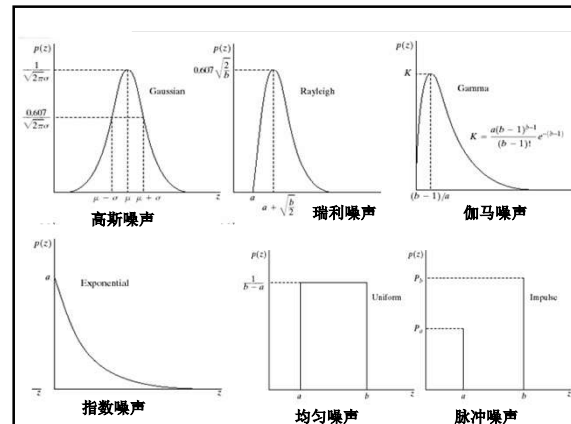 p(z)
1
√2πσ
0.607
√2πσ
Gaussian
μ − σ μ μ + σ
z
高斯噪声
p(z)
0.607√2/b
Rayleigh
a
a + √b/2
z
瑞利噪声
p(z)
K
Gamma
K = a(b − 1)^{b−1}/(b − 1)! e^{−(b−1)}
(b − 1)/a
z
伽马噪声
p(z)
a
Exponential
z
指数噪声
p(z)
1
b − a
Uniform
a
b
z
均匀噪声
p(z)
P_b
P_a
Impulse
a
b
z
脉冲噪声